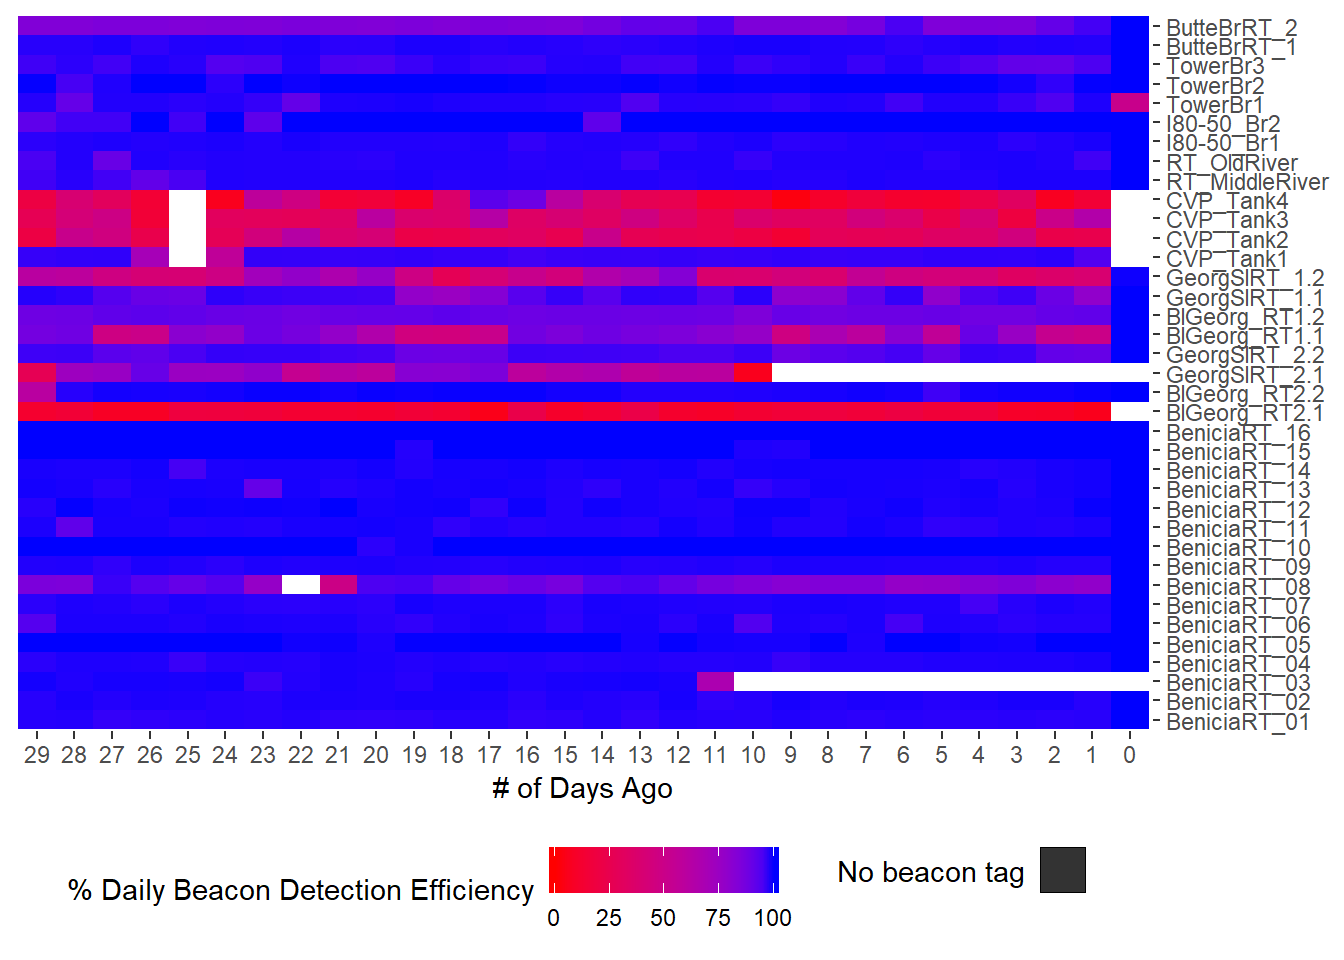 ButteBrRT_2
ButteBrRT_1
TowerBr3
TowerBr2
TowerBr1
I80-50_Br2
I80-50_Br1
RT_OldRiver
RT_MiddleRiver
CVP_Tank4
CVP_Tank3
CVP_Tank2
CVP_Tank1
GeorgSlRT_1.2
GeorgSlRT_1.1
BlGeorg_RT1.2
BlGeorg_RT1.1
GeorgSlRT_2.2
GeorgSlRT_2.1
BlGeorg_RT2.2
BlGeorg_RT2.1
BeniciaRT_16
BeniciaRT_15
BeniciaRT_14
BeniciaRT_13
BeniciaRT_12
BeniciaRT_11
BeniciaRT_10
BeniciaRT_09
BeniciaRT_08
BeniciaRT_07
BeniciaRT_06
BeniciaRT_05
BeniciaRT_04
BeniciaRT_03
BeniciaRT_02
BeniciaRT_01
29 28 27 26 25 24 23 22 21 20 19 18 17 16 15 14 13 12 11 10 9 8 7 6 5 4 3 2 1 0
# of Days Ago
% Daily Beacon Detection Efficiency
0 25 50 75 100
No beacon tag